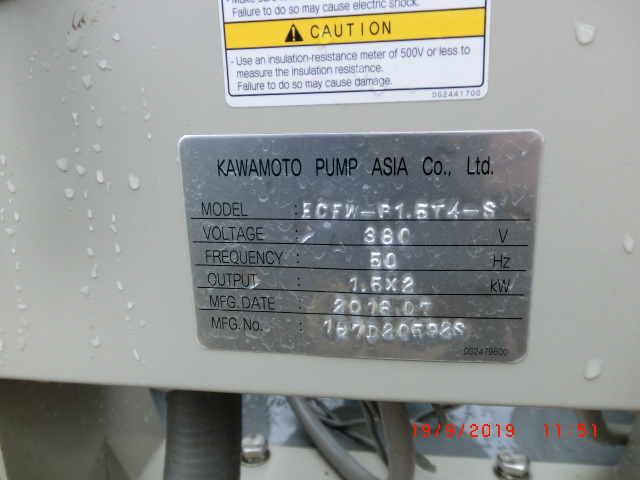 Failure to do so may cause electric shock.
CAUTION
- Use an insulation-resistance meter of 500V or less to
measure the insulation resistance.
Failure to do so may cause damage.
DG2441700
KAWAMOTO PUMP ASIA Co., Ltd.
MODEL : ECFW-P1.5T4-S
VOLTAGE : 380 V
FREQUENCY : 50 Hz
OUTPUT : 1.5X2 kW
MFG. DATE : 2016.07
MFG. No. :
DG2479600
19/9/2019 11:51